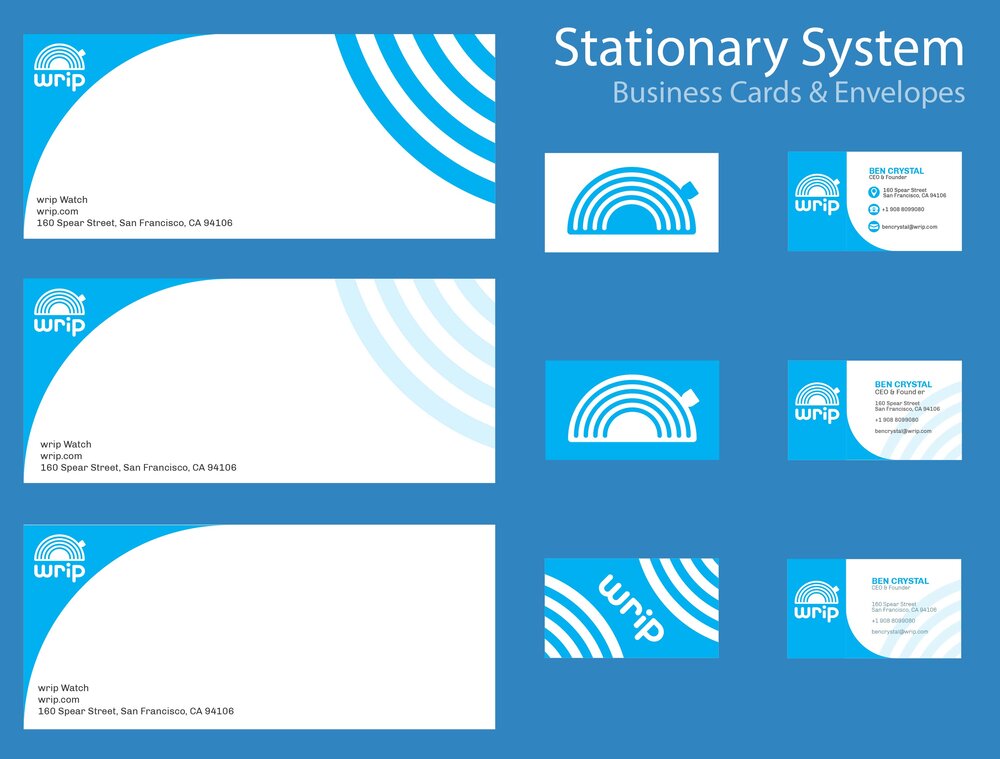 Stationary System
Business Cards & Envelopes
wrip
wrip Watch
wrip.com
160 Spear Street, San Francisco, CA 94106
wrip
wrip Watch
wrip.com
160 Spear Street, San Francisco, CA 94106
wrip
wrip Watch
wrip.com
160 Spear Street, San Francisco, CA 94106
wrip
BEN CRYSTAL
CEO & Founder
160 Spear Street
San Francisco, CA 94106
+1 908 8099080
bencrystal@wrip.com
wrip
BEN CRYSTAL
CEO & Found er
160 Spear Street
San Francisco, CA 94106
+1 908 8099080
bencrystal@wrip.com
wrip
wrip
BEN CRYSTAL
CEO & Founder
160 Spear Street
San Francisco, CA 94106
+1 908 8099080
bencrystal@wrip.com